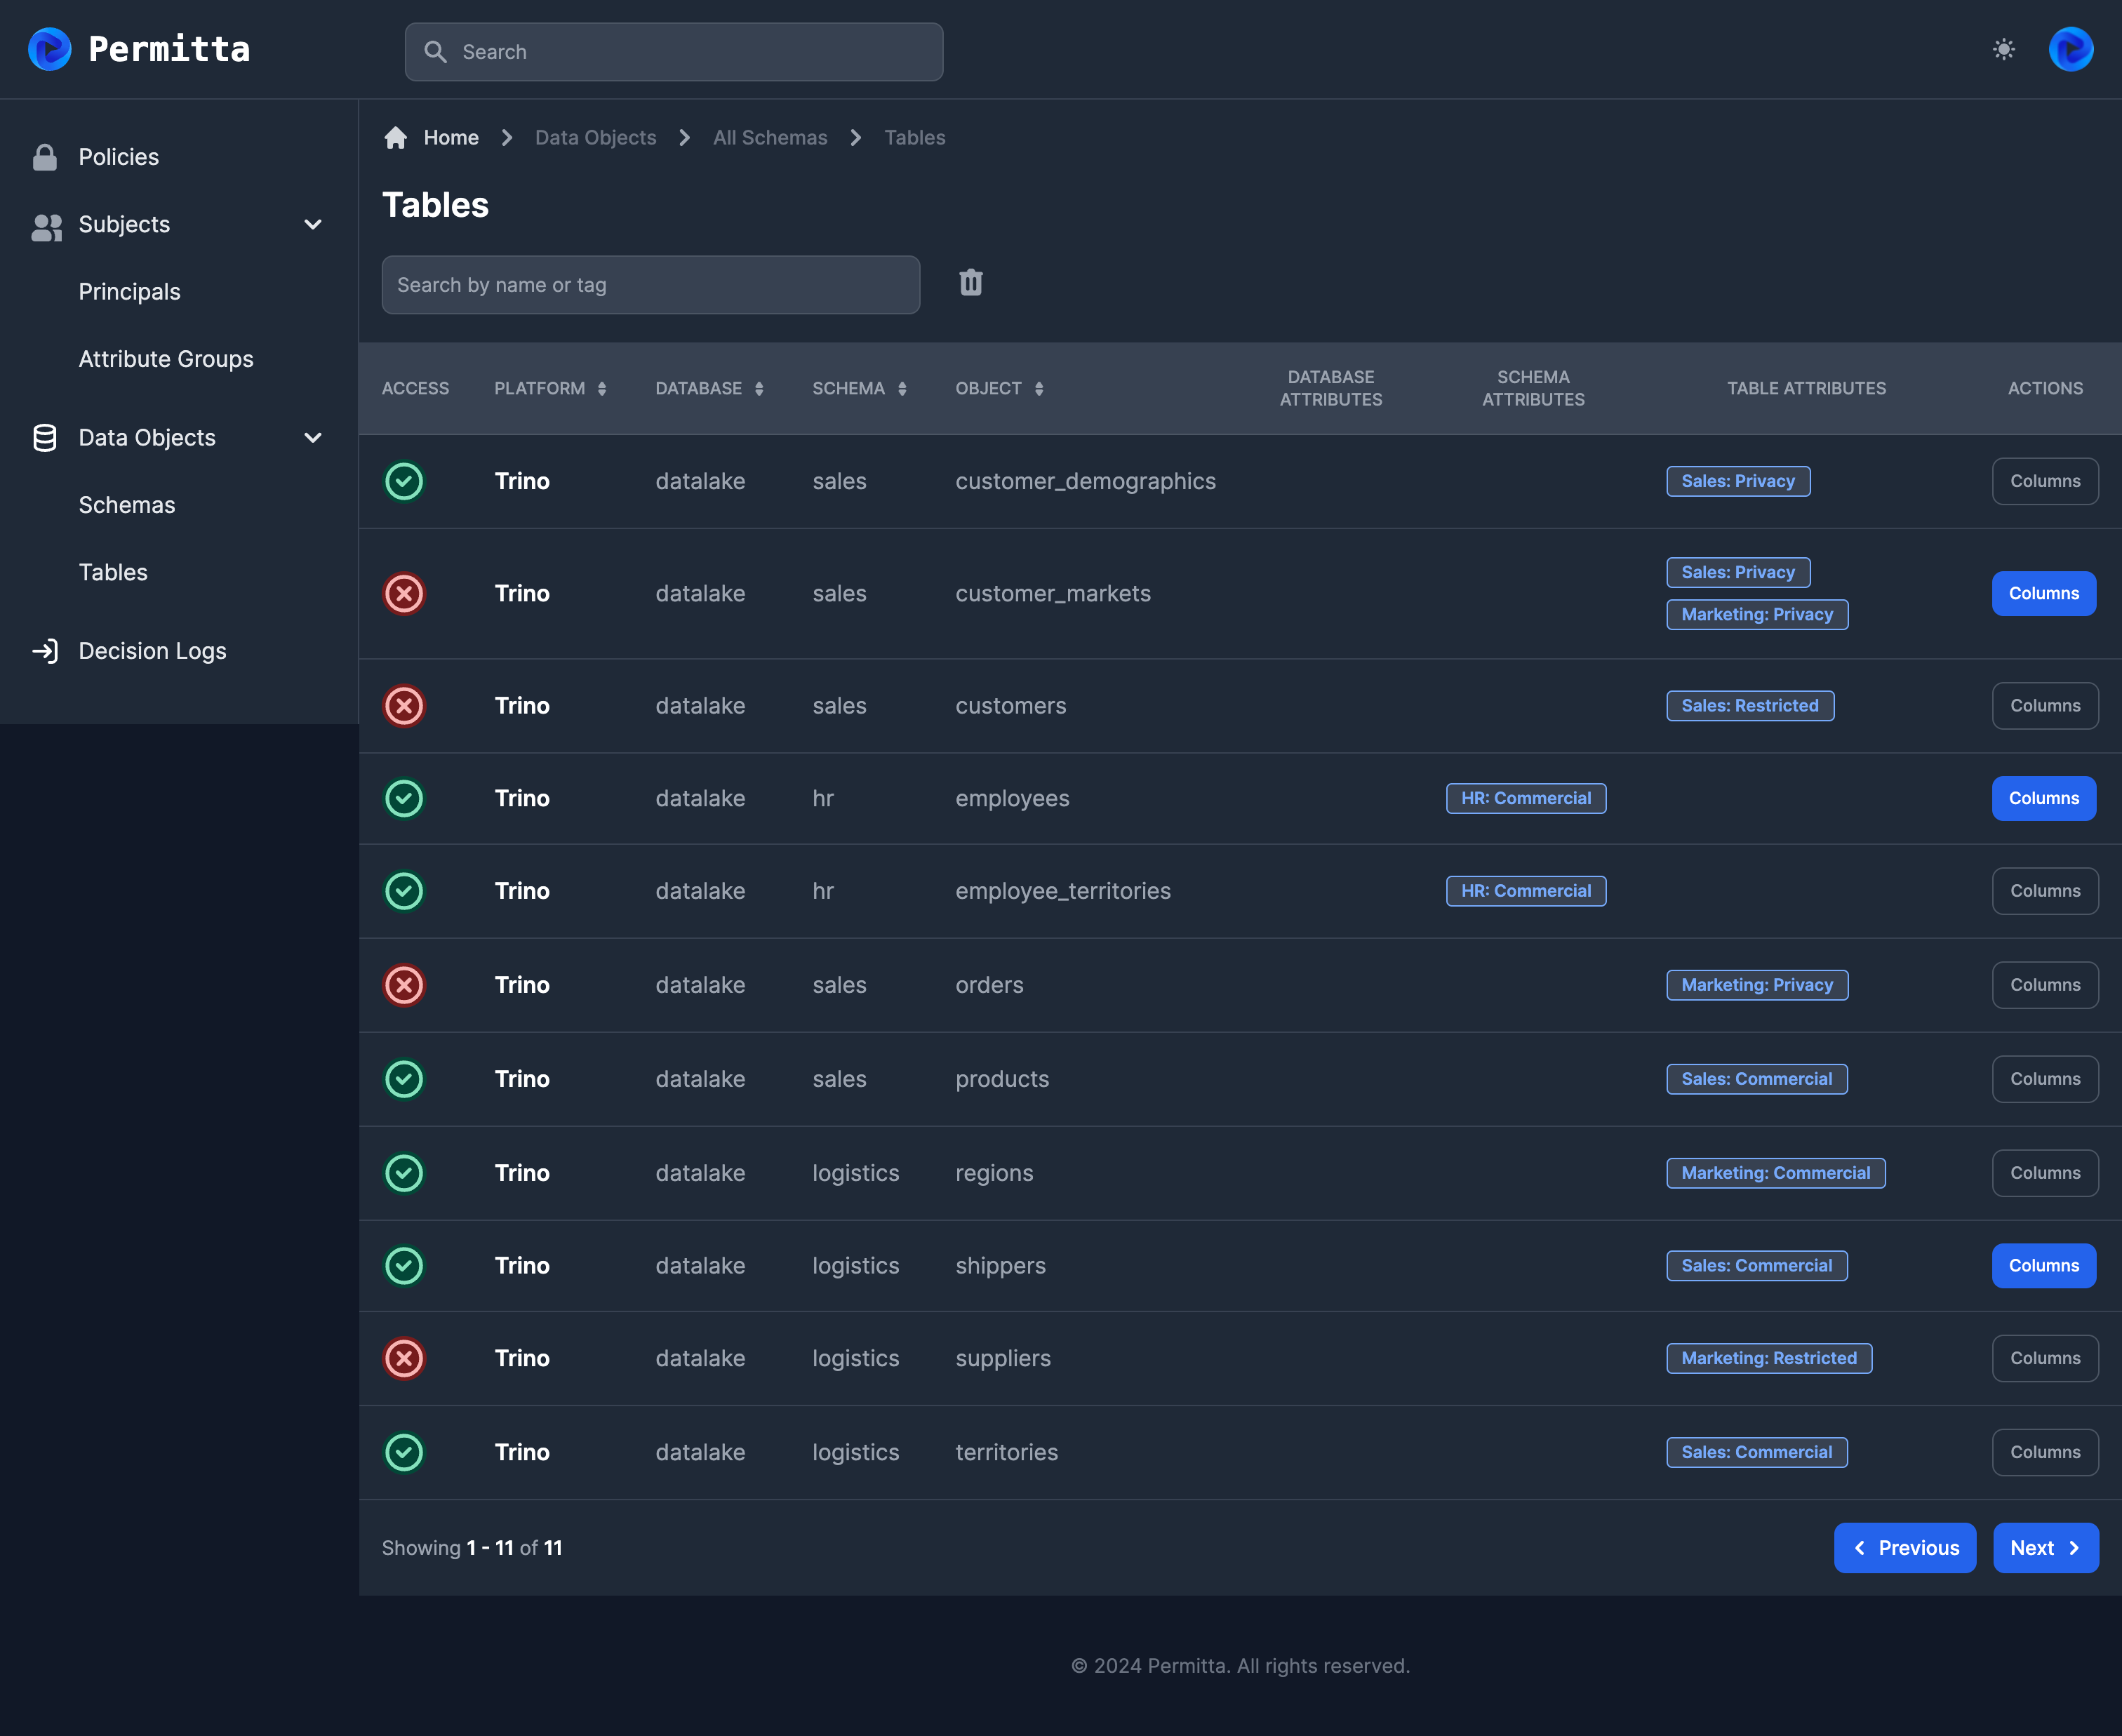 Permitta
Search
Policies
Subjects
Principals
Attribute Groups
Data Objects
Schemas
Tables
Decision Logs
Home Data Objects All Schemas Tables
Tables
Search by name or tag
ACCESS PLATFORM DATABASE SCHEMA OBJECT DATABASE ATTRIBUTES SCHEMA ATTRIBUTES TABLE ATTRIBUTES ACTIONS
Trino datalake sales customer_demographics Sales: Privacy Columns
Trino datalake sales customer_markets Sales: Privacy Marketing: Privacy Columns
Trino datalake sales customers Sales: Restricted Columns
Trino datalake hr employees HR: Commercial Columns
Trino datalake hr employee_territories HR: Commercial Columns
Trino datalake sales orders Marketing: Privacy Columns
Trino datalake sales products Sales: Commercial Columns
Trino datalake logistics regions Marketing: Commercial Columns
Trino datalake logistics shippers Sales: Commercial Columns
Trino datalake logistics suppliers Marketing: Restricted Columns
Trino datalake logistics territories Sales: Commercial Columns
Showing 1 - 11 of 11 Previous Next
© 2024 Permitta. All rights reserved.